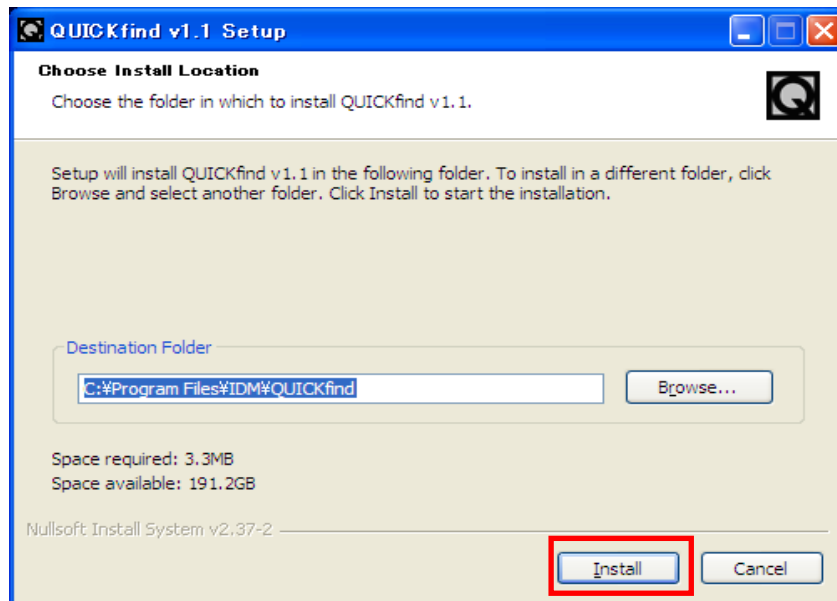 QUICKfind v1.1 Setup
Choose Install Location
Choose the folder in which to install QUICKfind v1.1.
Setup will install QUICKfind v1.1 in the following folder. To install in a different folder, click
Browse and select another folder. Click Install to start the installation.
Destination Folder
C:¥Program Files¥IDM¥QUICKfind
Browse...
Space required: 3.3MB
Space available: 191.2GB
Nullsoft Install System v2.37-2
Install
Cancel